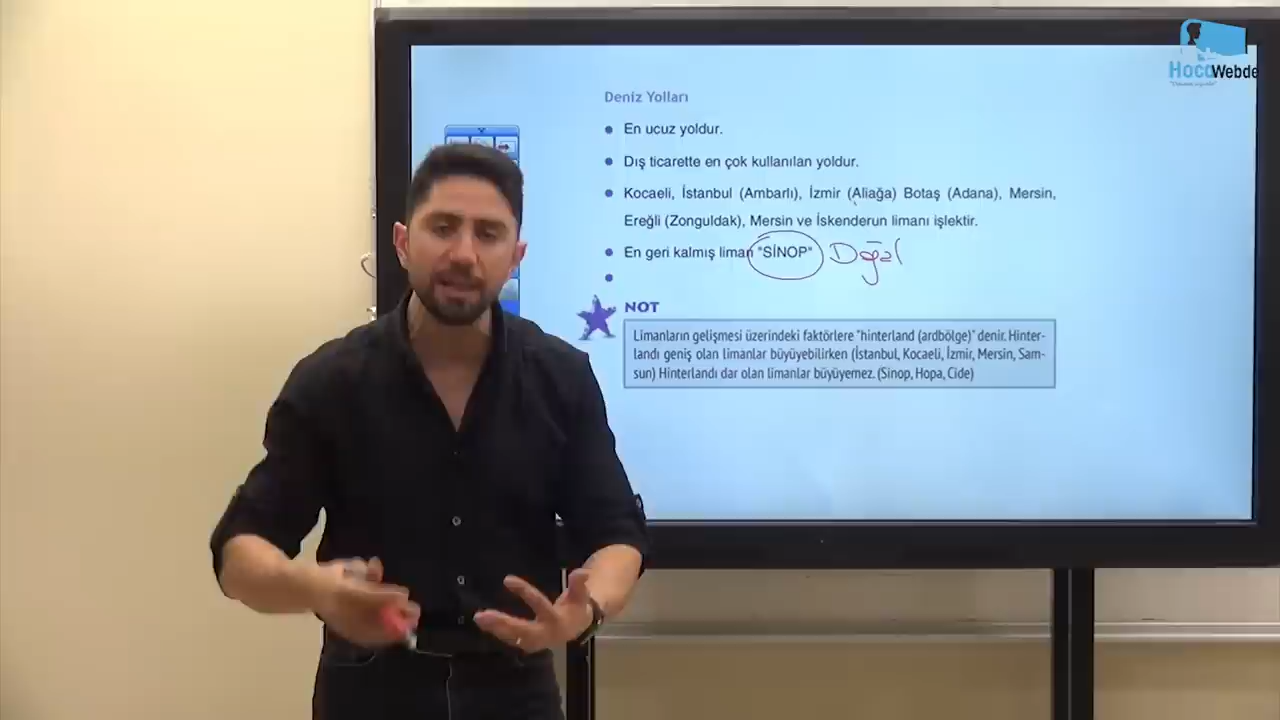 HocaWebde
Deniz Yolları
• En ucuz yoldur.
• Dış ticarette en çok kullanılan yoldur.
• Kocaeli, İstanbul (Ambarlı), İzmir (Aliağa) Botaş (Adana), Mersin,
Ereğli (Zonguldak), Mersin ve İskenderun limanı işlektir.
• En geri kalmış liman "SİNOP" Doğal
NOT
Limanların gelişmesi üzerindeki faktörlere "hinterland (ardbölge)" denir. Hinter-
landı geniş olan limanlar büyüyebilirken (İstanbul, Kocaeli, İzmir, Mersin, Sam-
sun) Hinterlandı dar olan limanlar büyüyemez. (Sinop, Hopa, Cide)